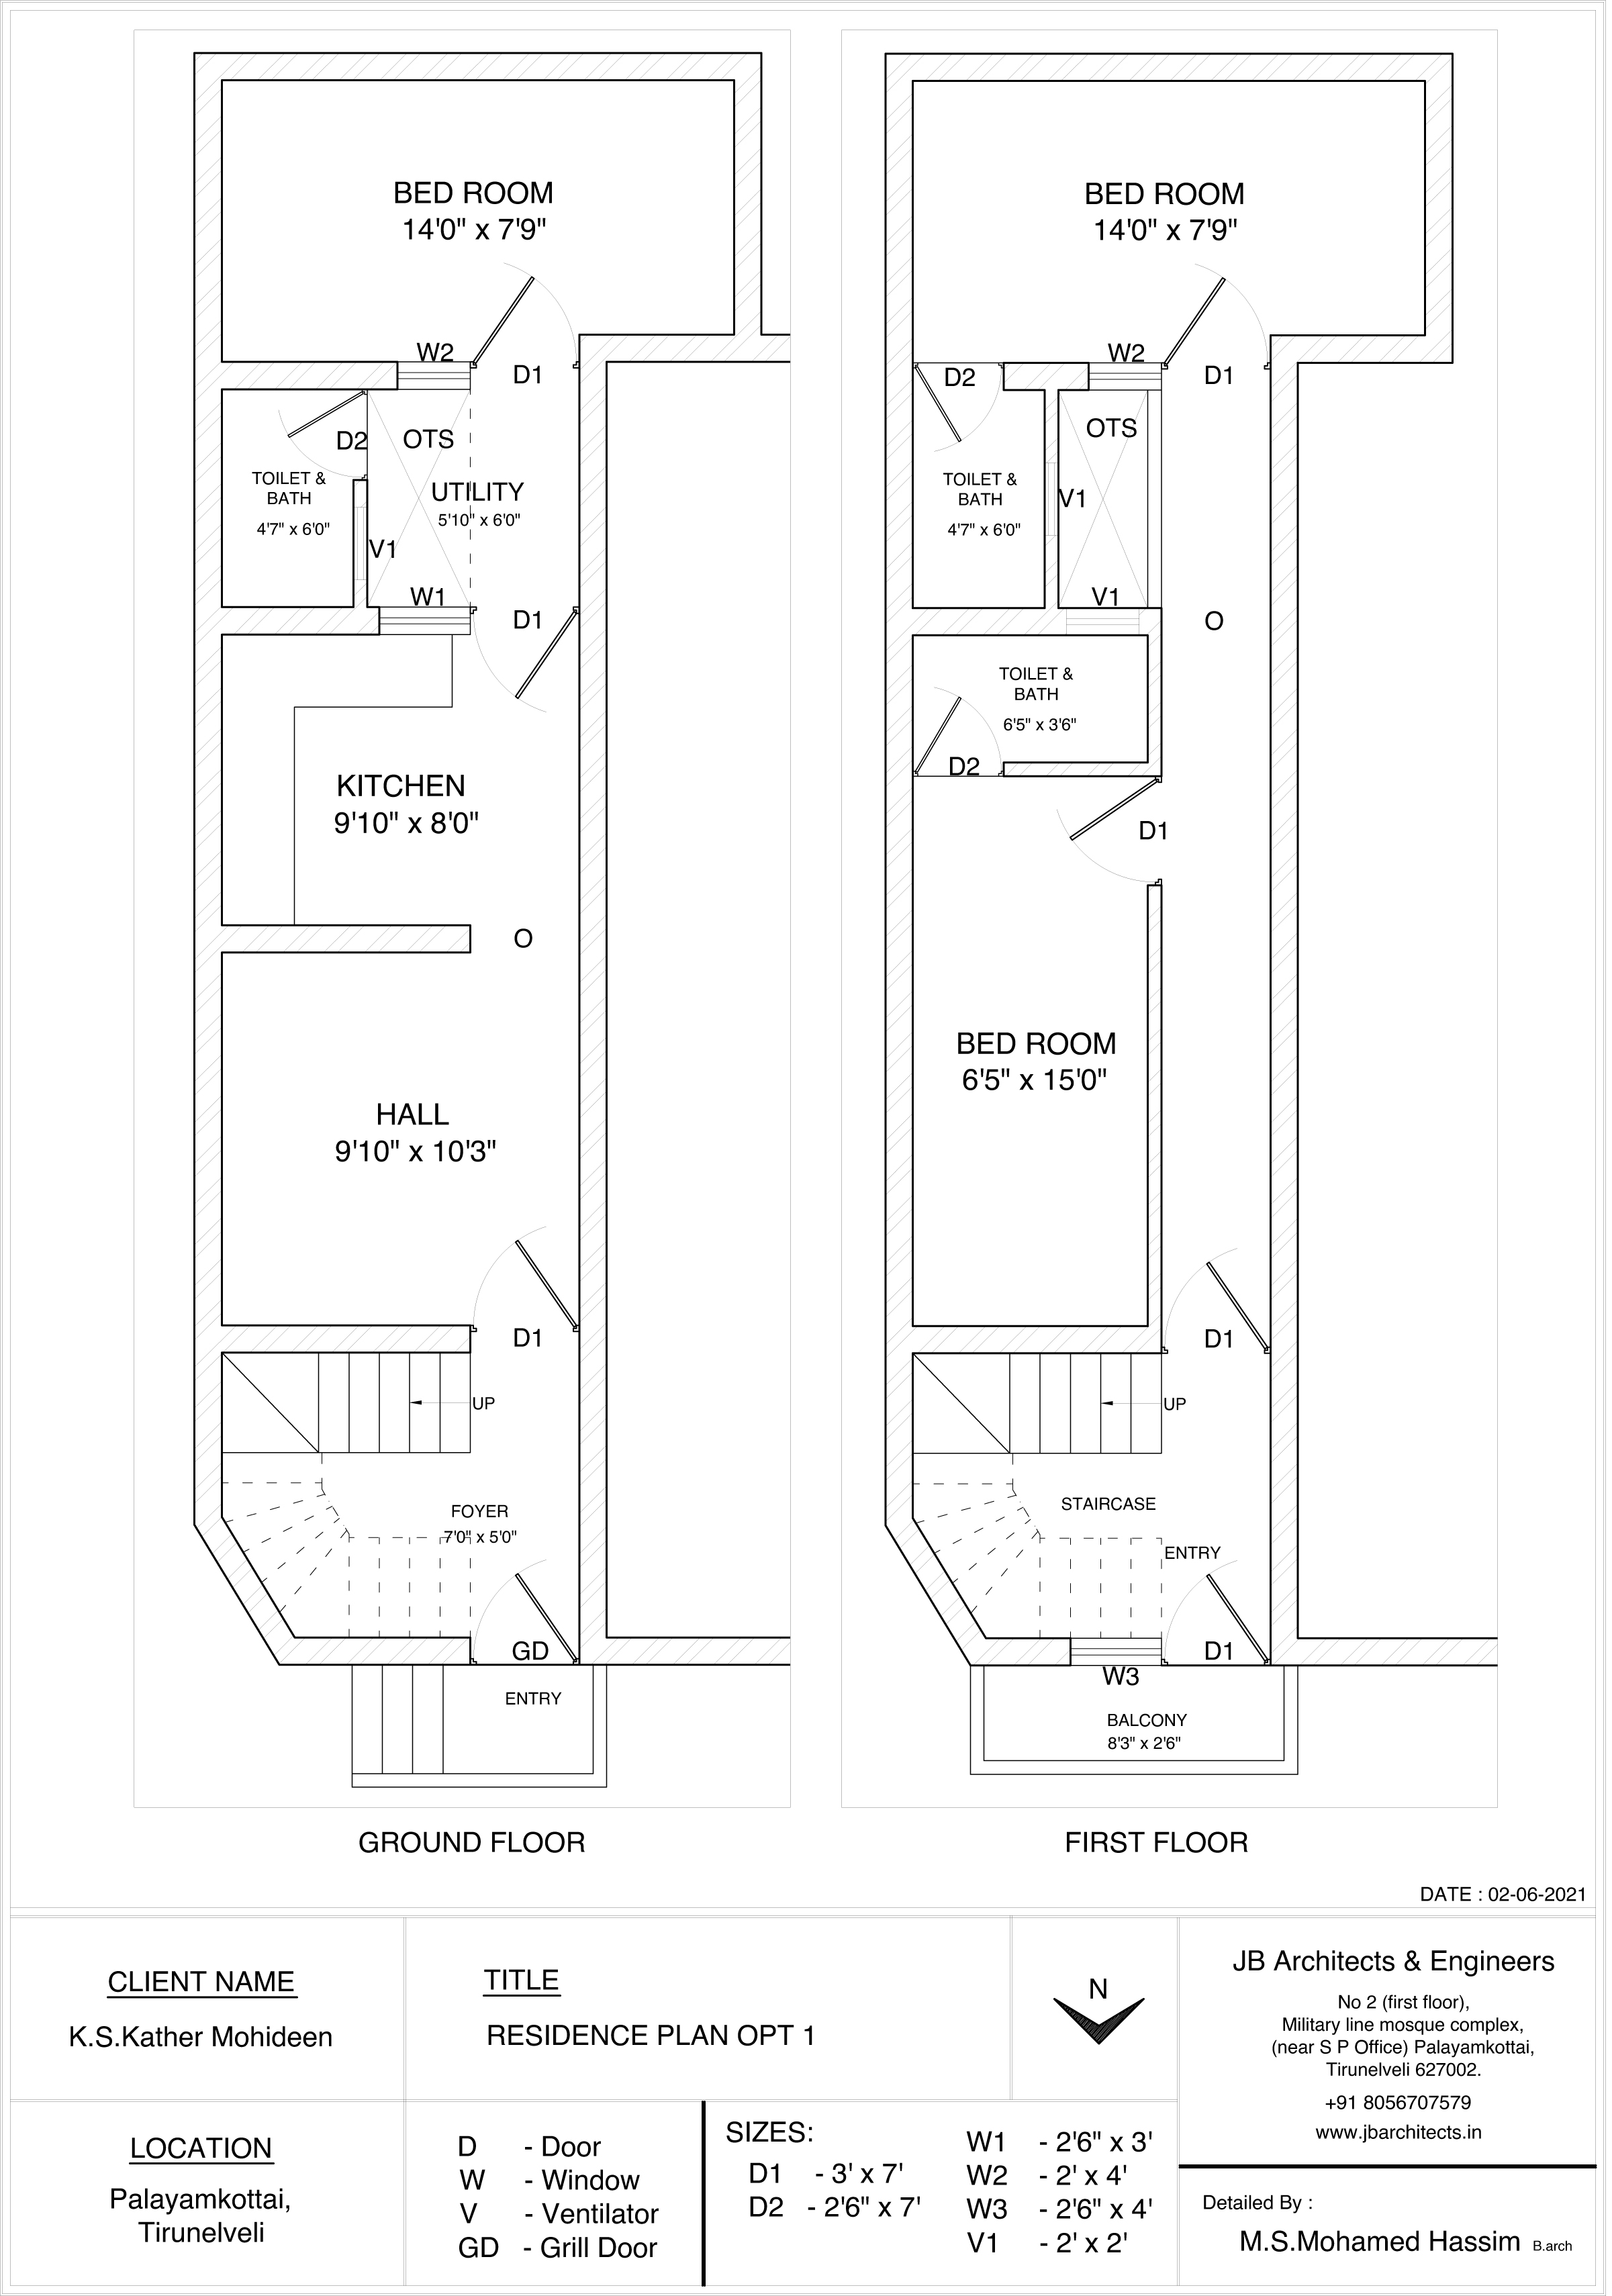 BED ROOM
14'0" x 7'9"
W2
D1
D2
OTS
TOILET &
BATH
4'7" x 6'0"
UTILITY
5'10" x 6'0"
V1
W1
D1
KITCHEN
9'10" x 8'0"
O
HALL
9'10" x 10'3"
D1
UP
FOYER
7'0" x 5'0"
GD
ENTRY
GROUND FLOOR
BED ROOM
14'0" x 7'9"
W2
D2
D1
OTS
TOILET &
BATH
4'7" x 6'0"
V1
V1
O
TOILET &
BATH
6'5" x 3'6"
D2
D1
BED ROOM
6'5" x 15'0"
D1
UP
STAIRCASE
ENTRY
D1
W3
BALCONY
8'3" x 2'6"
FIRST FLOOR
DATE : 02-06-2021
CLIENT NAME
K.S.Kather Mohideen
TITLE
RESIDENCE PLAN OPT 1
N
JB Architects & Engineers
No 2 (first floor),
Military line mosque complex,
(near S P Office) Palayamkottai,
Tirunelveli 627002.
+91 8056707579
www.jbarchitects.in
LOCATION
Palayamkottai,
Tirunelveli
D - Door
W - Window
V - Ventilator
GD - Grill Door
SIZES:
D1 - 3' x 7'
D2 - 2'6" x 7'
W1 - 2'6" x 3'
W2 - 2' x 4'
W3 - 2'6" x 4'
V1 - 2' x 2'
Detailed By :
M.S.Mohamed Hassim B.arch